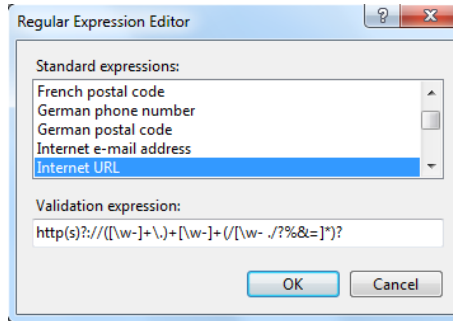 Regular Expression Editor
Standard expressions:
French postal code
German phone number
German postal code
Internet e-mail address
Internet URL
Validation expression:
http(s)?://([\w-]+\.)+[\w-]+(/[\w- ./?%&=]*)?
OK Cancel